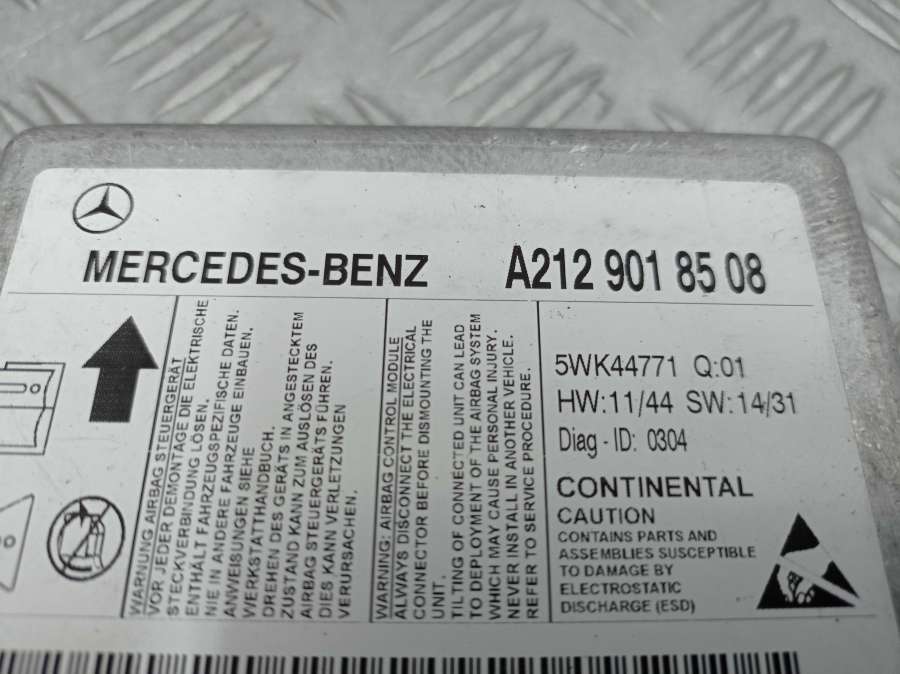 MERCEDES-BENZ
A212 901 85 08
WARNUNG AIRBAG STEUERGERÄT
VOR JEDER DEMONTAGE DIE ELEKTRISCHE
STECKVERBINDUNG LÖSEN.
ENTHÄLT FAHRZEUGSPEZIFISCHE DATEN.
NIE IN ANDERE FAHRZEUGE EINBAUEN.
ANWEISUNGEN SIEHE
WERKSTATTHANDBUCH.
DREHEN DES GERÄTS IN ANGESTECKTEM
ZUSTAND KANN ZUM AUSLÖSEN DES
AIRBAG STEUERGERÄTS FÜHREN.
DIES KANN VERLETZUNGEN
VERURSACHEN.
WARNING: AIRBAG CONTROL MODULE
ALWAYS DISCONNECT THE ELECTRICAL
CONNECTOR BEFORE DISMOUNTING THE
UNIT.
TILTING OF CONNECTED UNIT CAN LEAD
TO DEPLOYMENT OF THE AIRBAG SYSTEM
WHICH MAY CAUSE PERSONAL INJURY.
NEVER INSTALL IN ANOTHER VEHICLE.
REFER TO SERVICE PROCEDURE.
5WK44771 Q:01
HW:11/44 SW:14/31
Diag - ID: 0304
CONTINENTAL
CAUTION
CONTAINS PARTS AND
ASSEMBLIES SUSCEPTIBLE
TO DAMAGE BY
ELECTROSTATIC
DISCHARGE (ESD)